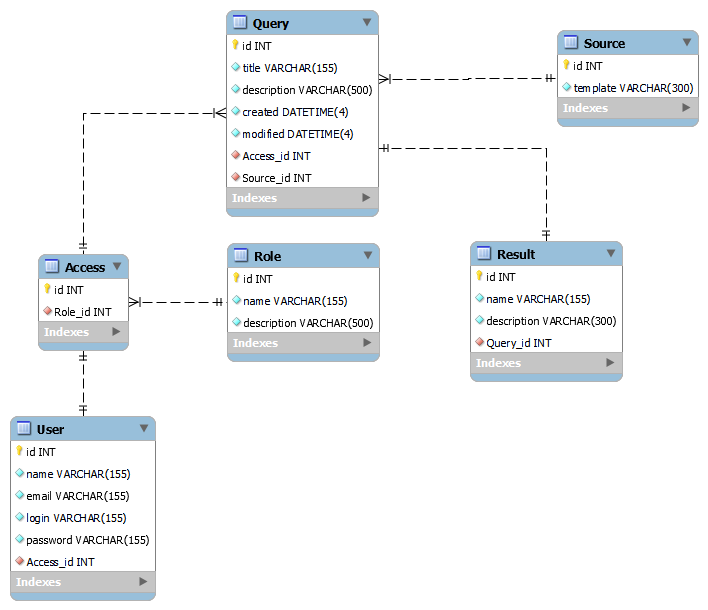 Query
id INT
title VARCHAR(155)
description VARCHAR(500)
created DATETIME(4)
modified DATETIME(4)
Access_id INT
Source_id INT
Indexes
Source
id INT
template VARCHAR(300)
Indexes
Access
id INT
Role_id INT
Indexes
Role
id INT
name VARCHAR(155)
description VARCHAR(500)
Indexes
Result
id INT
name VARCHAR(155)
description VARCHAR(300)
Query_id INT
Indexes
User
id INT
name VARCHAR(155)
email VARCHAR(155)
login VARCHAR(155)
password VARCHAR(155)
Access_id INT
Indexes